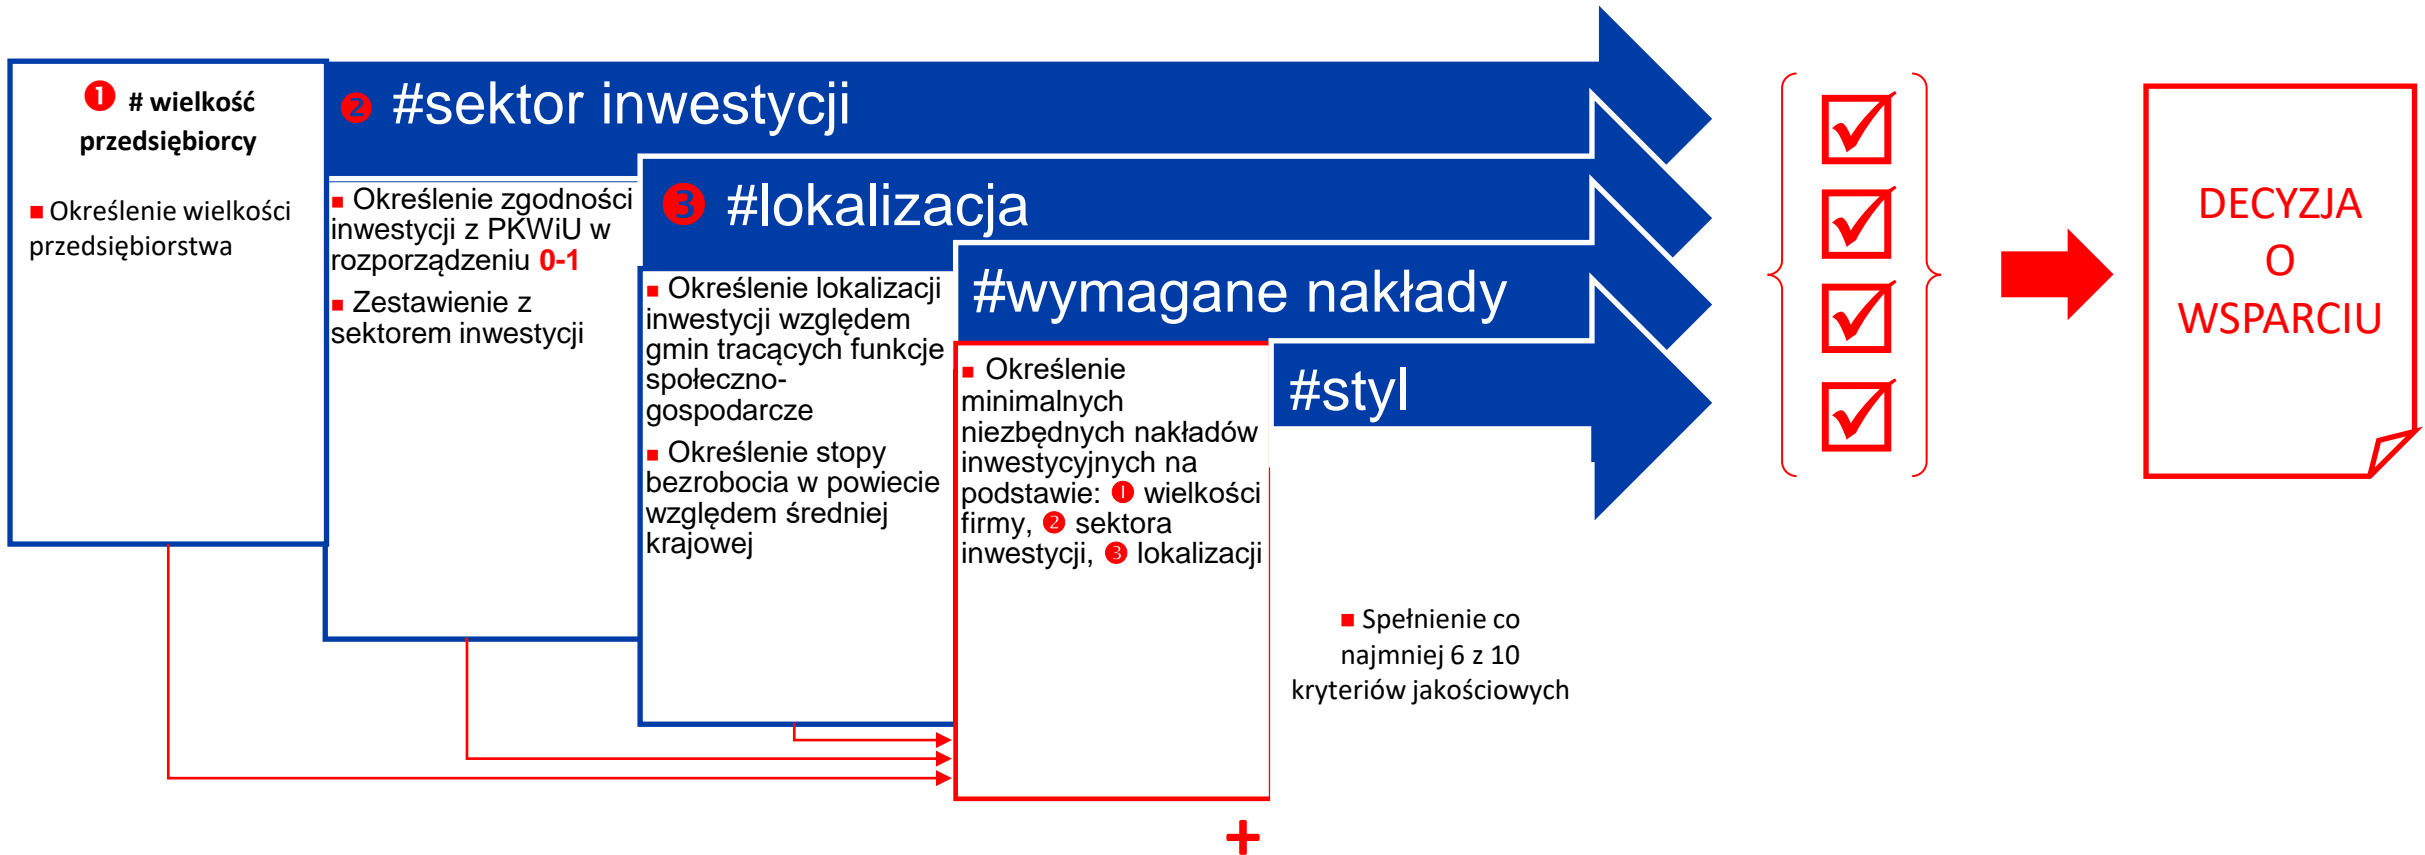 ❶ # wielkość
przedsiębiorcy
■ Określenie wielkości
przedsiębiorstwa
❷ #sektor inwestycji
■ Określenie zgodności
inwestycji z PKWiU w
rozporządzeniu 0-1
■ Zestawienie z
sektorem inwestycji
❸ #lokalizacja
■ Określenie lokalizacji
inwestycji względem
gmin tracących funkcje
społeczno-
gospodarcze
■ Określenie stopy
bezrobocia w powiecie
względem średniej
krajowej
#wymagane nakłady
■ Określenie
minimalnych
niezbędnych nakładów
inwestycyjnych na
podstawie: ❶ wielkości
firmy, ❷ sektora
inwestycji, ❸ lokalizacji
+
#styl
■ Spełnienie co
najmniej 6 z 10
kryteriów jakościowych
DECYZJA
O
WSPARCIU